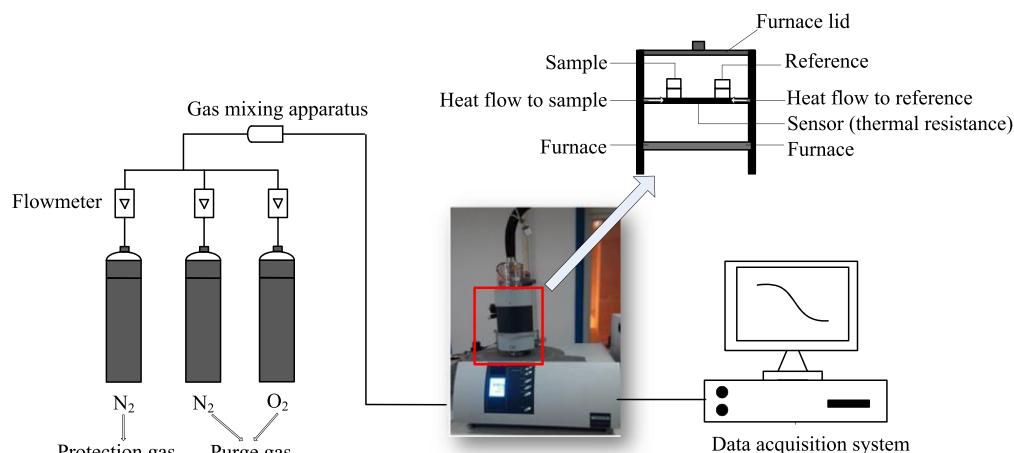 Furnace lid
Sample
Reference
Heat flow to sample
Heat flow to reference
Sensor (thermal resistance)
Furnace
Furnace
Gas mixing apparatus
Flowmeter
N2
N2
O2
Protection gas
Purge gas
Data acquisition system